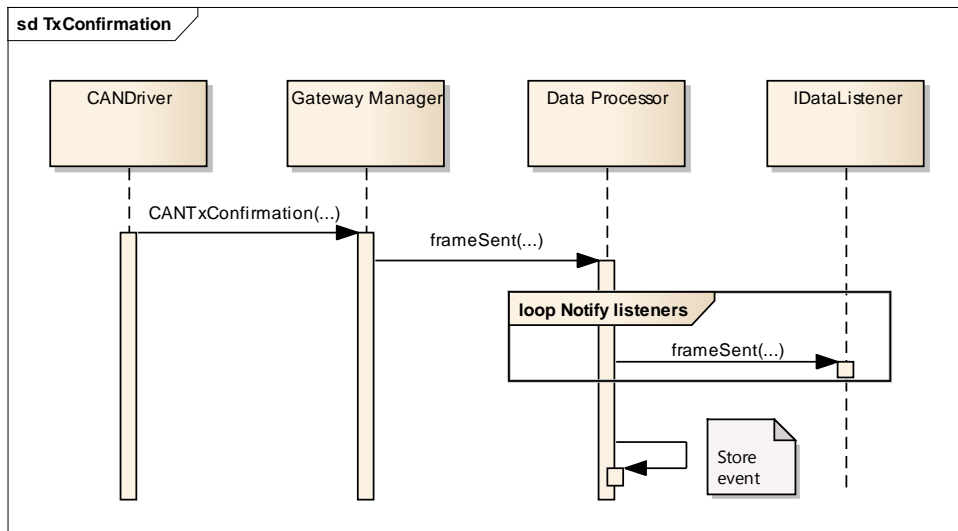 sd TxConfirmation
CANDriver
Gateway Manager
Data Processor
IDataListener
CANTxConfirmation(...)
frameSent(...)
loop Notify listeners
frameSent(...)
Store
event